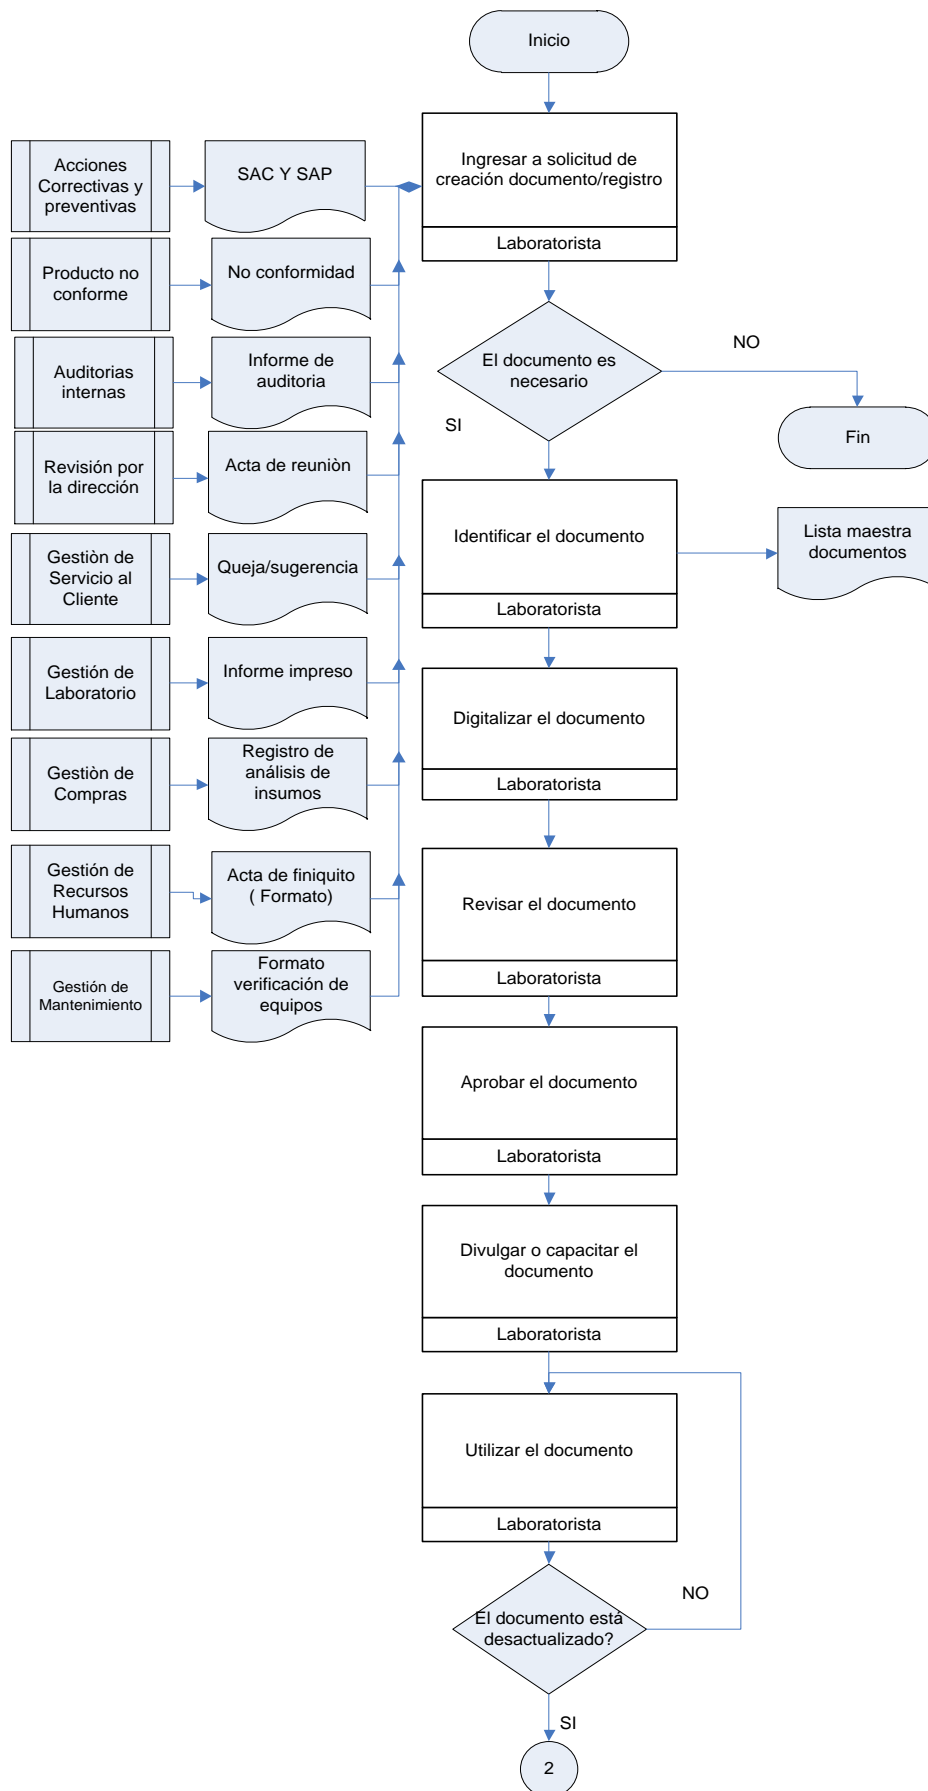 Inicio
Ingresar a solicitud de
creación documento/registro
Laboratorista
Acciones
Correctivas y
preventivas
SAC Y SAP
Producto no
conforme
No conformidad
El documento es
necesario
NO
SI
Fin
Auditorias
internas
Informe de
auditoria
Revisión por
la dirección
Acta de reuniòn
Identificar el documento
Laboratorista
Lista maestra
documentos
Gestiòn de
Servicio al
Cliente
Queja/sugerencia
Gestión de
Laboratorio
Informe impreso
Digitalizar el documento
Laboratorista
Gestiòn de
Compras
Registro de
análisis de
insumos
Gestión de
Recursos
Humanos
Acta de finiquito
( Formato)
Revisar el documento
Laboratorista
Gestión de
Mantenimiento
Formato
verificación de
equipos
Aprobar el documento
Laboratorista
Divulgar o capacitar el
documento
Laboratorista
Utilizar el documento
Laboratorista
El documento está
desactualizado?
NO
SI
2